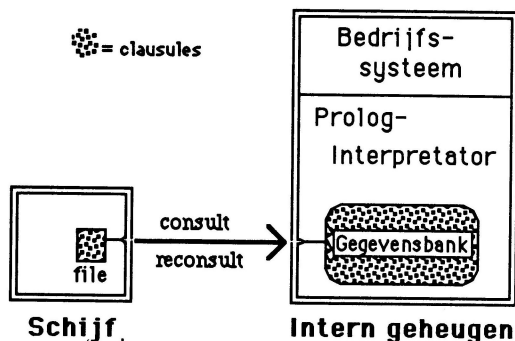 = clausules
Bedrijfs-
systeem
Prolog-
Interpretator
consult
reconsult
Gegevensbank
file
Schijf
Intern geheugen